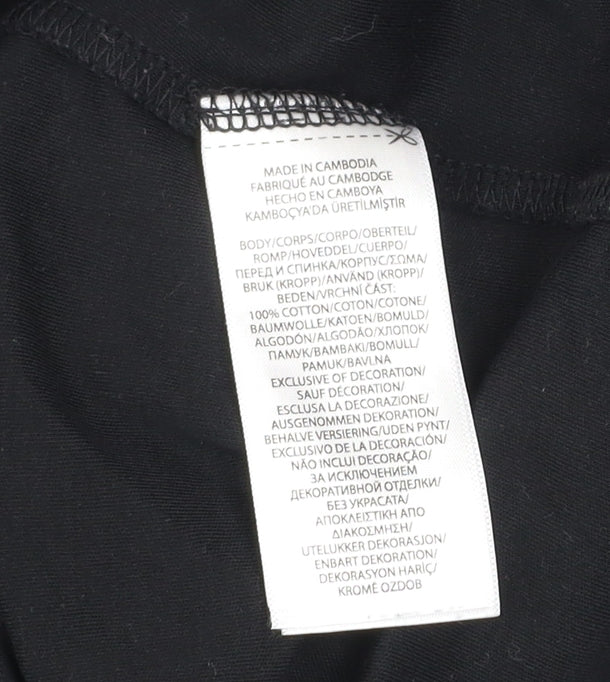 MADE IN CAMBODIA
FABRIQUÉ AU CAMBODGE
HECHO EN CAMBOYA
KAMBOÇYA'DA ÜRETİLMİŞTİR
BODY/CORPS/CORPO/OBERTEIL/
ROMP/HOVEDDEL/CUERPO/
ПЕРЕД И СПИНКА/КОРПУС/ΣΩΜΑ/
BRUK (KROPP)/ANVÄND (KROPP)/
BEDEN/VRCHNÍ ČÁST:
100% COTTON/COTON/COTONE/
BAUMWOLLE/KATOEN/BOMULD/
ALGODÓN/ALGODÃO/ХЛОПОК/
ПАМУК/ΒΑΜΒΑΚΙ/BOMULL/
PAMUK/BAVLNA
EXCLUSIVE OF DECORATION/
SAUF DÉCORATION/
ESCLUSA LA DECORAZIONE/
AUSGENOMMEN DEKORATION/
BEHALVE VERSIERING/UDEN PYNT/
EXCLUSIVO DE LA DECORACIÓN/
NÃO INCLUI DECORAÇÃO/
ЗА ИСКЛЮЧЕНИЕМ
ДЕКОРАТИВНОЙ ОТДЕЛКИ/
БЕЗ УКРАСАТА/
ΑΠΟΚΛΕΙΣΤΙΚΗ ΑΠΟ
ΔΙΑΚΟΣΜΗΣΗ/
UTELUKKER DEKORASJON/
ENBART DEKORATION/
DEKORASYON HARİÇ/
KROMĚ OZDOB